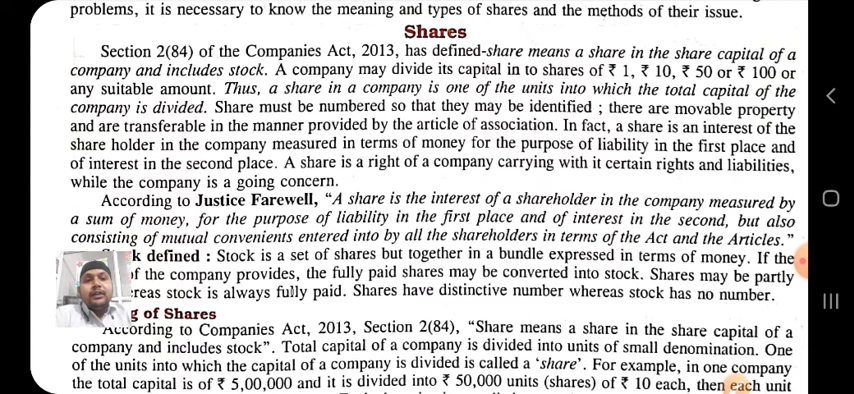 problems, it is necessary to know the meaning and types of shares and the methods of their issue.
Shares
Section 2(84) of the Companies Act, 2013, has defined-share means a share in the share capital of a
company and includes stock. A company may divide its capital in to shares of ₹ 1, ₹ 10, ₹ 50 or ₹ 100 or
any suitable amount. Thus, a share in a company is one of the units into which the total capital of the
company is divided. Share must be numbered so that they may be identified ; there are movable property
and are transferable in the manner provided by the article of association. In fact, a share is an interest of the
share holder in the company measured in terms of money for the purpose of liability in the first place and
of interest in the second place. A share is a right of a company carrying with it certain rights and liabilities,
while the company is a going concern.
According to Justice Farewell, “A share is the interest of a shareholder in the company measured by
a sum of money, for the purpose of liability in the first place and of interest in the second, but also
consisting of mutual convenients entered into by all the shareholders in terms of the Act and the Articles.”
k defined : Stock is a set of shares but together in a bundle expressed in terms of money. If the
of the company provides, the fully paid shares may be converted into stock. Shares may be partly
ereas stock is always fully paid. Shares have distinctive number whereas stock has no number.
g of Shares
According to Companies Act, 2013, Section 2(84), “Share means a share in the share capital of a
company and includes stock”. Total capital of a company is divided into units of small denomination. One
of the units into which the capital of a company is divided is called a ‘share’. For example, in one company
the total capital is of ₹ 5,00,000 and it is divided into ₹ 50,000 units (shares) of ₹ 10 each, then each unit